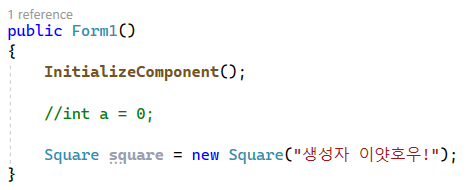 1 reference
public Form1()
{
InitializeComponent();
//int a = 0;
Square square = new Square("생성자 이얏호우!");
}